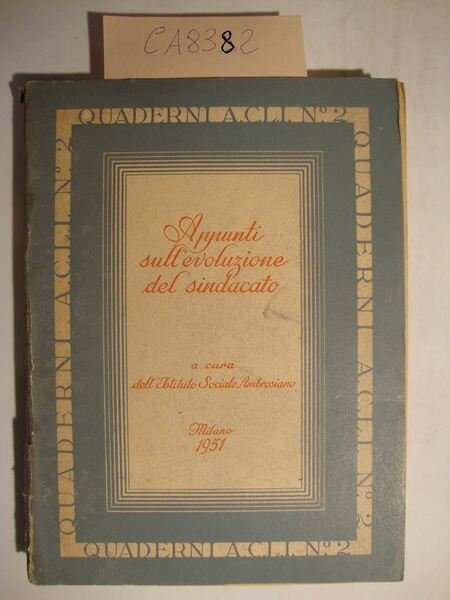 CA8382
QUADERNI A.C.L.I. N.º 2
QUADERNI A.C.L.I. N.º 2
QUADERNI A.C.L.I. N.º 2
Appunti
sull'evoluzione
del sindacato
a cura
dell'Istituto Sociale Ambrosiano
Milano
1951
QUADERNI A.C.L.I. N.º 2